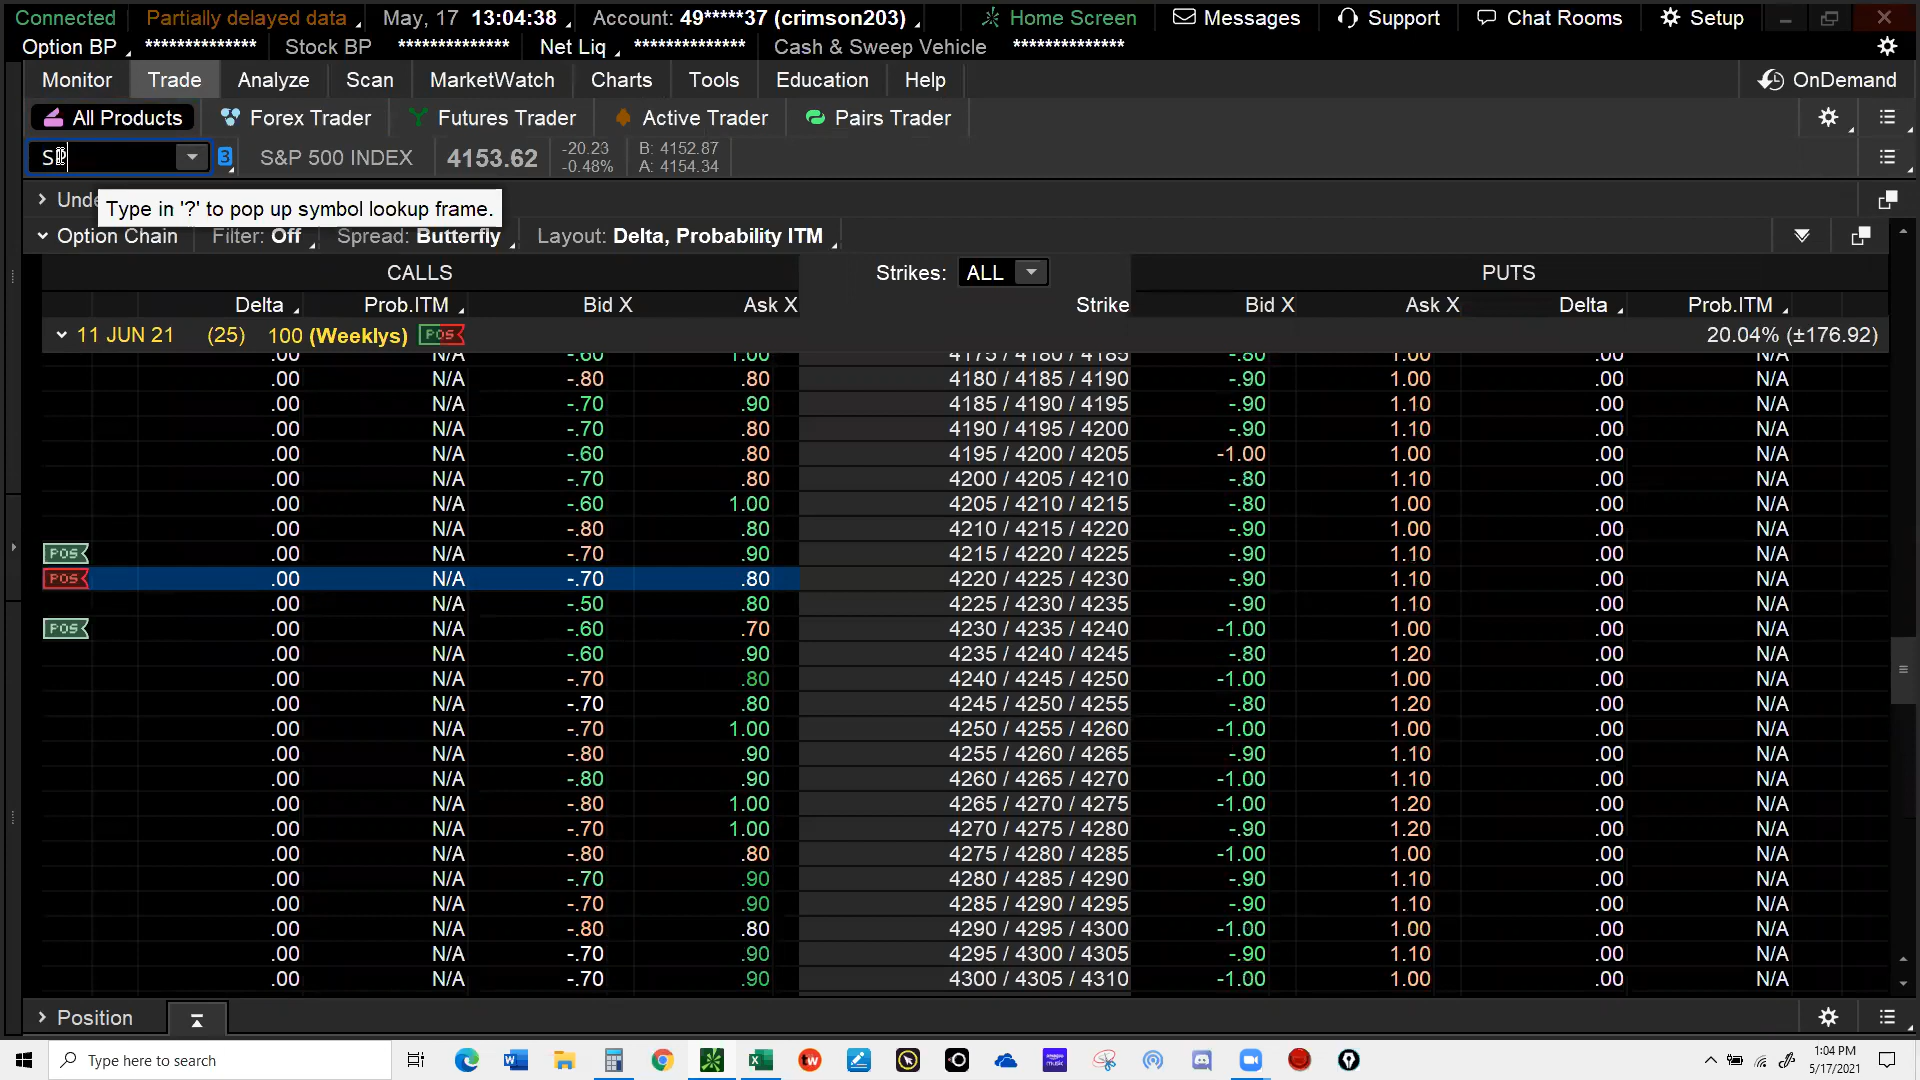 Connected Partially delayed data May, 17 13:04:38 Account: 49*****37 (crimson203) Home Screen Messages Support Chat Rooms Setup
Option BP ************** Stock BP ************** Net Liq ************** Cash & Sweep Vehicle **************
Monitor Trade Analyze Scan MarketWatch Charts Tools Education Help OnDemand
All Products Forex Trader Futures Trader Active Trader Pairs Trader
SP 3 S&P 500 INDEX 4153.62 -20.23 B: 4152.87
-0.48% A: 4154.34
Unde
Type in '?' to pop up symbol lookup frame.
Option Chain Filter: Off Spread: Butterfly Layout: Delta, Probability ITM
CALLS Strikes: ALL PUTS
Delta Prob.ITM Bid X Ask X Strike Bid X Ask X Delta Prob.ITM
11 JUN 21 (25) 100 (Weeklys) POS 20.04% (±176.92)
.00 N/A -.60 1.00 4175 / 4180 / 4185 -.80 1.00 .00 N/A
.00 N/A -.80 .80 4180 / 4185 / 4190 -.90 1.00 .00 N/A
.00 N/A -.70 .90 4185 / 4190 / 4195 -.90 1.10 .00 N/A
.00 N/A -.70 .80 4190 / 4195 / 4200 -.90 1.10 .00 N/A
.00 N/A -.60 .80 4195 / 4200 / 4205 -1.00 1.00 .00 N/A
.00 N/A -.70 .80 4200 / 4205 / 4210 -.80 1.10 .00 N/A
.00 N/A -.60 1.00 4205 / 4210 / 4215 -.80 1.00 .00 N/A
.00 N/A -.80 .80 4210 / 4215 / 4220 -.90 1.00 .00 N/A
POS .00 N/A -.70 .90 4215 / 4220 / 4225 -.90 1.10 .00 N/A
POS .00 N/A -.70 .80 4220 / 4225 / 4230 -.90 1.10 .00 N/A
.00 N/A -.50 .80 4225 / 4230 / 4235 -.90 1.10 .00 N/A
POS .00 N/A -.60 .70 4230 / 4235 / 4240 -1.00 1.00 .00 N/A
.00 N/A -.60 .90 4235 / 4240 / 4245 -.80 1.20 .00 N/A
.00 N/A -.70 .80 4240 / 4245 / 4250 -1.00 1.00 .00 N/A
.00 N/A -.70 .80 4245 / 4250 / 4255 -.80 1.20 .00 N/A
.00 N/A -.70 1.00 4250 / 4255 / 4260 -1.00 1.00 .00 N/A
.00 N/A -.80 .90 4255 / 4260 / 4265 -.90 1.10 .00 N/A
.00 N/A -.80 .90 4260 / 4265 / 4270 -1.00 1.10 .00 N/A
.00 N/A -.80 1.00 4265 / 4270 / 4275 -1.00 1.20 .00 N/A
.00 N/A -.70 1.00 4270 / 4275 / 4280 -.90 1.20 .00 N/A
.00 N/A -.80 .80 4275 / 4280 / 4285 -1.00 1.00 .00 N/A
.00 N/A -.70 .90 4280 / 4285 / 4290 -.90 1.10 .00 N/A
.00 N/A -.70 .90 4285 / 4290 / 4295 -.90 1.10 .00 N/A
.00 N/A -.80 .80 4290 / 4295 / 4300 -1.00 1.00 .00 N/A
.00 N/A -.70 .90 4295 / 4300 / 4305 -.90 1.10 .00 N/A
.00 N/A -.70 .90 4300 / 4305 / 4310 -1.00 1.00 .00 N/A
Position
Type here to search tw 1:04 PM
5/17/2021